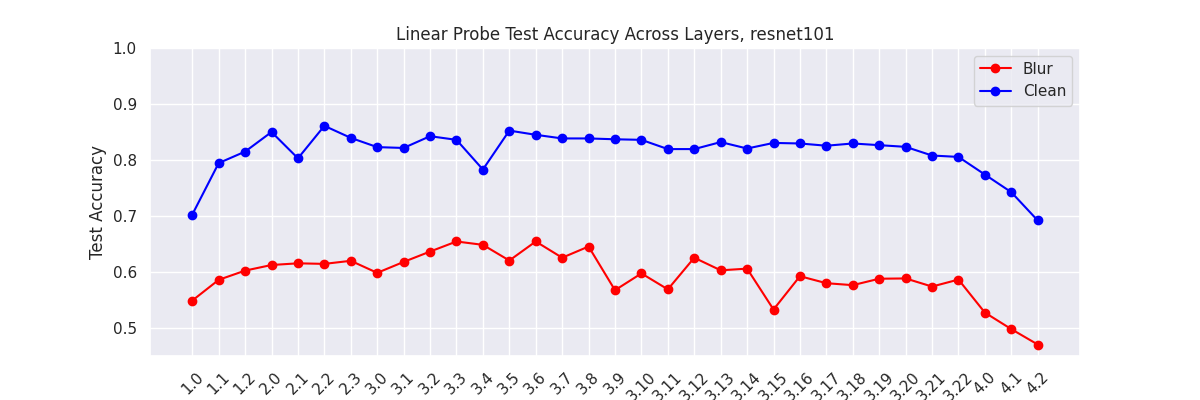 Linear Probe Test Accuracy Across Layers, resnet101
1.0
0.9
0.8
0.7
0.6
0.5
Test Accuracy
Blur
Clean
1.0 1.1 1.2 2.0 2.1 2.2 2.3 3.0 3.1 3.2 3.3 3.4 3.5 3.6 3.7 3.8 3.9 3.10 3.11 3.12 3.13 3.14 3.15 3.16 3.17 3.18 3.19 3.20 3.21 3.22 4.0 4.1 4.2